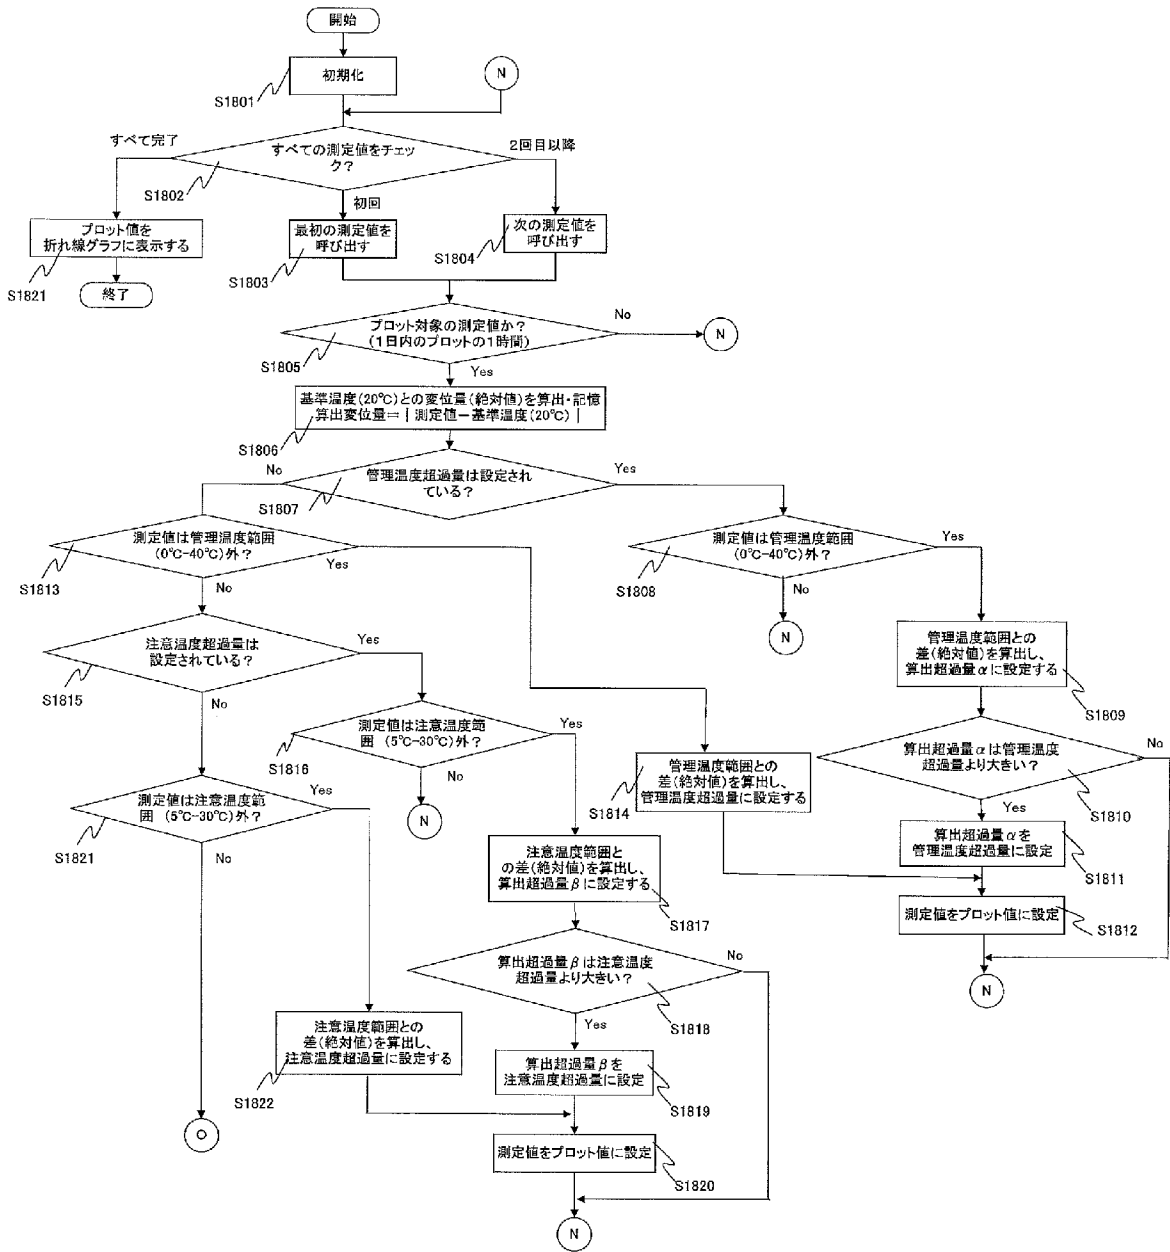 開始
初期化
N
S1801
すべて完了
すべての測定値をチェッ
ク？
2回目以降
S1802
初回
プロット値を
折れ線グラフに表示する
最初の測定値を
呼び出す
次の測定値を
呼び出す
S1821
S1803
S1804
終了
プロット対象の測定値か？
(1日内のプロットの1時間)
No
N
S1805
Yes
基準温度(20℃)との変位量(絶対値)を算出・記憶
算出変位量＝｜測定値－基準温度(20℃)｜
S1806
No
管理温度超過量は設定され
ている？
Yes
S1807
測定値は管理温度範囲
(0℃-40℃)外？
Yes
S1813
No
測定値は管理温度範囲
(0℃-40℃)外？
Yes
S1808
No
N
注意温度超過量は
設定されている？
Yes
S1815
No
管理温度範囲との
差(絶対値)を算出し、
算出超過量αに設定する
S1809
測定値は注意温度範
囲 (5℃-30℃)外？
Yes
S1816
No
N
算出超過量αは管理温度
超過量より大きい？
No
S1810
Yes
管理温度範囲との
差(絶対値)を算出し、
管理温度超過量に設定する
S1814
測定値は注意温度範
囲 (5℃-30℃)外？
Yes
S1821
No
算出超過量αを
管理温度超過量に設定
S1811
注意温度範囲と
の差(絶対値)を算出し、
算出超過量βに設定する
S1817
測定値をプロット値に設定
S1812
N
算出超過量βは注意温度
超過量より大きい？
No
S1818
Yes
注意温度範囲との
差(絶対値)を算出し、
注意温度超過量に設定する
S1822
算出超過量βを
注意温度超過量に設定
S1819
O
測定値をプロット値に設定
S1820
N